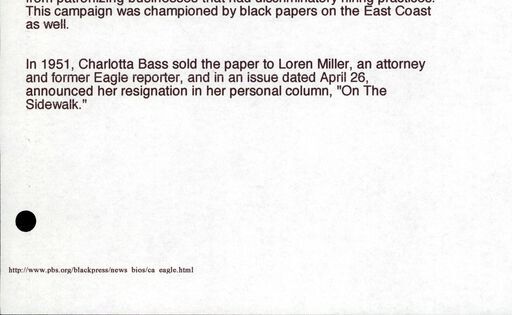 from patronizing businesses that had discriminatory hiring practices.
This campaign was championed by black papers on the East Coast
as well.
In 1951, Charlotta Bass sold the paper to Loren Miller, an attorney
and former Eagle reporter, and in an issue dated April 26,
announced her resignation in her personal column, "On The
Sidewalk."
http://www.pbs.org/blackpress/news bios/ca eagle.html